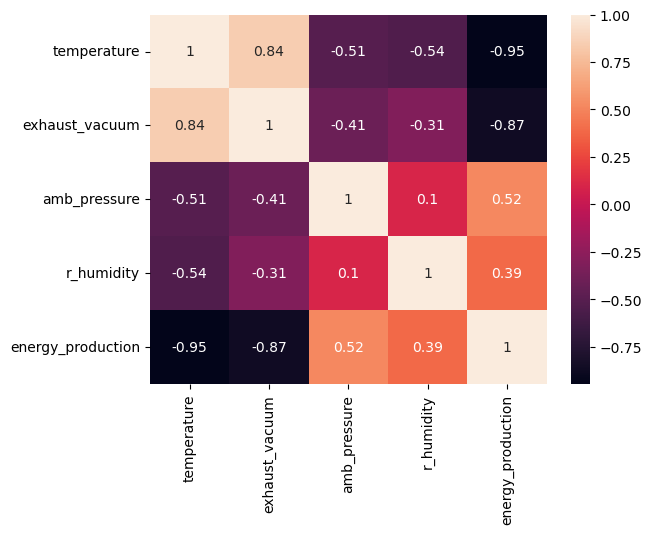 temperature 1 0.84 -0.51 -0.54 -0.95
exhaust_vacuum 0.84 1 -0.41 -0.31 -0.87
amb_pressure -0.51 -0.41 1 0.1 0.52
r_humidity -0.54 -0.31 0.1 1 0.39
energy_production -0.95 -0.87 0.52 0.39 1
temperature
exhaust_vacuum
amb_pressure
r_humidity
energy_production
1.00
0.75
0.50
0.25
0.00
-0.25
-0.50
-0.75